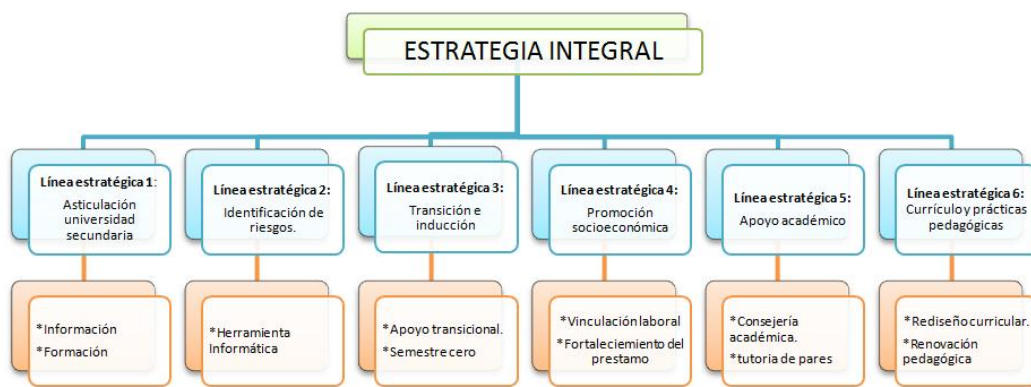 ESTRATEGIA INTEGRAL
Línea estratégica 1:
Asticulación
universidad
secundaria
Línea estratégica 2:
Identificación de
riesgos.
Línea estratégica 3:
Transición e
inducción
Línea estratégica 4:
Promoción
socioeconómica
Línea estratégica 5:
Apoyo académico
Línea estratégica 6:
Currículo y prácticas
pedagógicas
*Información
*Formación
*Herramienta
Informática
*Apoyo transicional.
*Semestre cero
*Vinculación laboral
*Fortaleciemiento del
prestamo
*Consejería
académica.
*tutoria de pares
*Rediseño curricular.
*Renovación
pedagógica